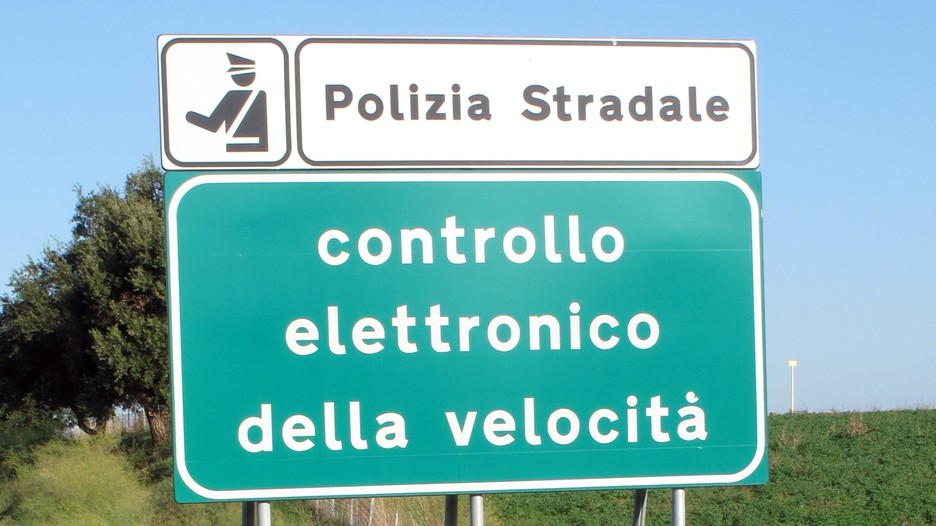 Polizia Stradale
controllo
elettronico
della velocità